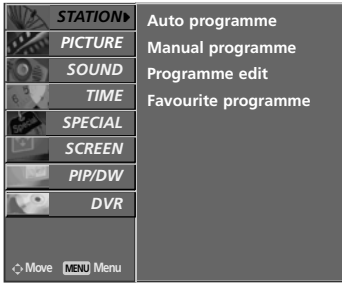 STATION
PICTURE
SOUND
TIME
SPECIAL
SCREEN
PIP/DW
DVR
Move MENU Menu
Auto programme
Manual programme
Programme edit
Favourite programme